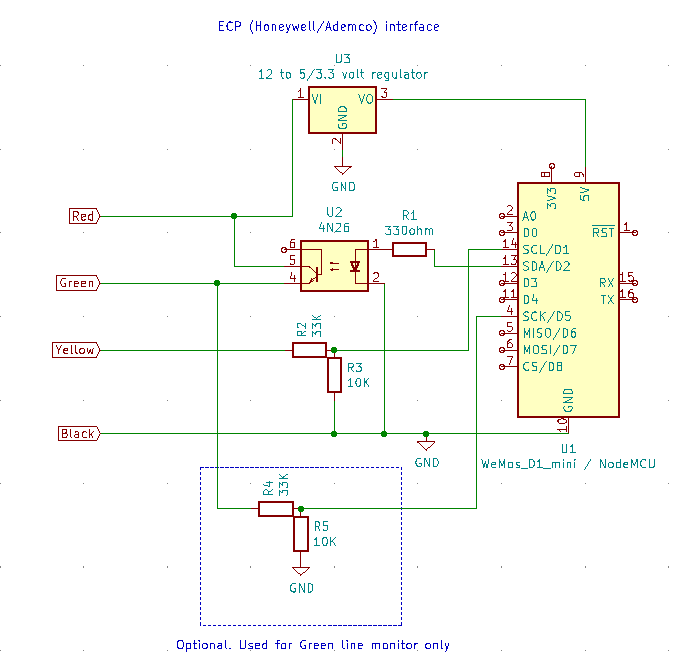 ECP (Honeywell/Ademco) interface
U3
12 to 5/3.3 volt regulator
1 VI VO 3
GND
2
GND
8 9
3V3 5V
Red
U2
4N26
R1
330ohm
2 A0
3 D0
RST 1
6 1
14 SCL/D1
5
13 SDA/D2
Green
4 2
12 D3
RX 15
11 D4
TX 16
R2
33K
4 SCK/D5
5 MISO/D6
Yellow
6 MOSI/D7
R3
10K
7 CS/D8
GND
10
Black
GND
U1
WeMos_D1_mini / NodeMCU
R4
33K
R5
10K
GND
Optional. Used for Green line monitor only